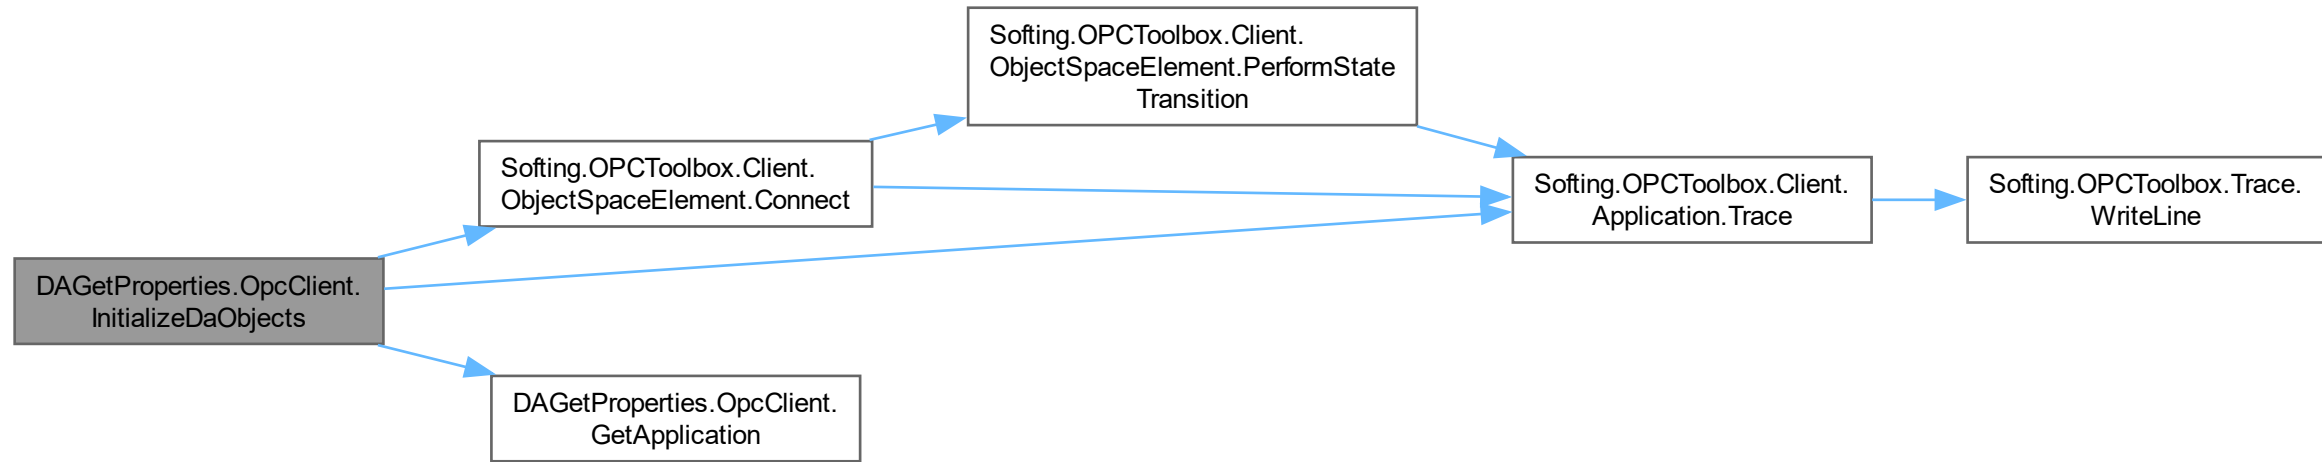 Softing.OPCToolbox.Client.
ObjectSpaceElement.PerformState
Transition
Softing.OPCToolbox.Client.
ObjectSpaceElement.Connect
Softing.OPCToolbox.Client.
Application.Trace
Softing.OPCToolbox.Trace.
WriteLine
DAGetProperties.OpcClient.
InitializeDaObjects
DAGetProperties.OpcClient.
GetApplication